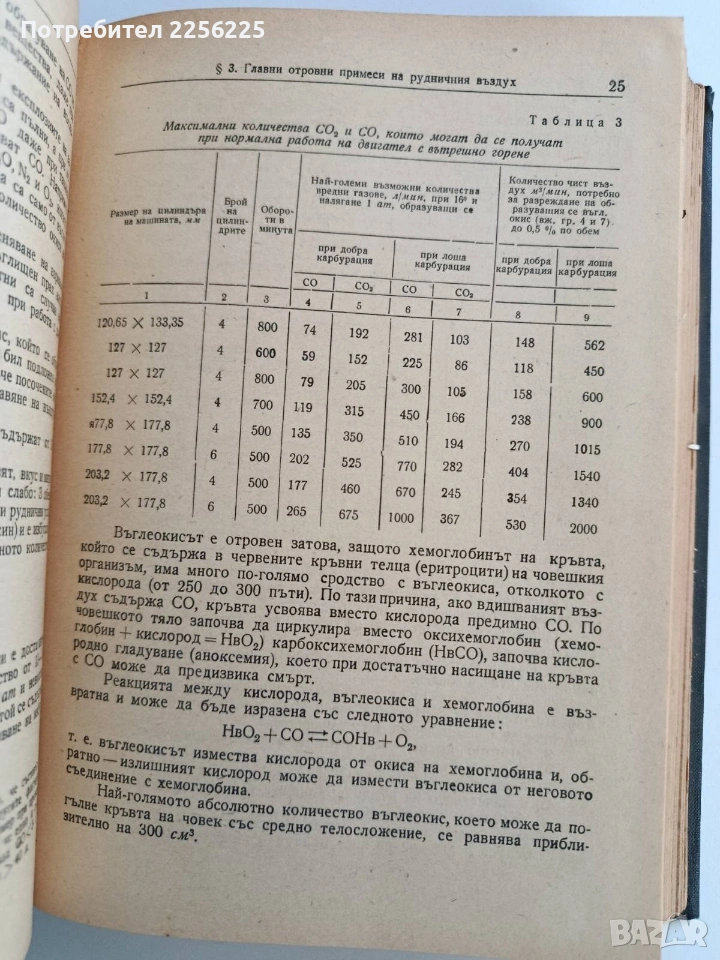 Потребител 2256225
§ 3. Главни отровни примеси на рудничния въздух 25
Таблица 3
Максимални количества CO₂ и CO, които могат да се получат
при нормална работа на двигател с вътрешно горене
Размер на цилиндъра на машината, мм | Брой на цилин- дрите | Оборо- ти в минута | Най-големи възможни количества вредни газове, л/мин, при 16° и налагане 1 ат, образуващи се | Количество чист въз- дух м³/мин, потребно за разреждане на об- разуващия се въгл. окис (вж. гр. 4 и 7). до 0,5 % по обем
при добра карбурация | при лоша карбурация | при добра карбурация | при лоша карбурация
CO | CO₂ | CO | CO₂
1 | 2 | 3 | 4 | 5 | 6 | 7 | 8 | 9
120,65 × 133,35 | 4 | 800 | 74 | 192 | 281 | 103 | 148 | 562
127 × 127 | 4 | 600 | 59 | 152 | 225 | 86 | 118 | 450
127 × 127 | 4 | 800 | 79 | 205 | 300 | 105 | 158 | 600
152,4 × 152,4 | 4 | 700 | 119 | 315 | 450 | 166 | 238 | 900
я77,8 × 177,8 | 4 | 500 | 135 | 350 | 510 | 194 | 270 | 1015
177,8 × 177,8 | 6 | 500 | 202 | 525 | 770 | 282 | 404 | 1540
203,2 × 177,8 | 4 | 500 | 177 | 460 | 670 | 245 | 354 | 1340
203,2 × 177,8 | 6 | 500 | 265 | 675 | 1000 | 367 | 530 | 2000
Въглеокисът е отровен затова, защото хемоглобинът на кръвта,
който се съдържа в червените кръвни телца (еритроцити) на човешкия
организъм, има много по-голямо сродство с въглеокиса, отколкото с
кислорода (от 250 до 300 пъти). По тази причина, ако вдишваният въз-
дух съдържа CO, кръвта усвоява вместо кислорода предимно CO. По
човешкото тяло започва да циркулира вместо оксихемоглобин (хемо-
глобин + кислород = HвO₂) карбоксихемоглобин (HвCO), започва кисло-
родно гладуване (аноксемия), което при достатъчно насищане на кръвта
с CO може да предизвика смърт.
Реакцията между кислорода, въглеокиса и хемоглобина е въз-
вратна и може да бъде изразена със следното уравнение:
HвO₂ + CO ⇄ COHв + O₂,
т. е. въглеокисът измества кислорода от окиса на хемоглобина и, об-
ратно — излишният кислород може да измести въглеокиса от неговото
съединение с хемоглобина.
Най-голямото абсолютно количество въглеокис, което може да по-
гълне кръвта на човек със средно телосложение, се равнява прибли-
зително на 300 см³.
BAZAR